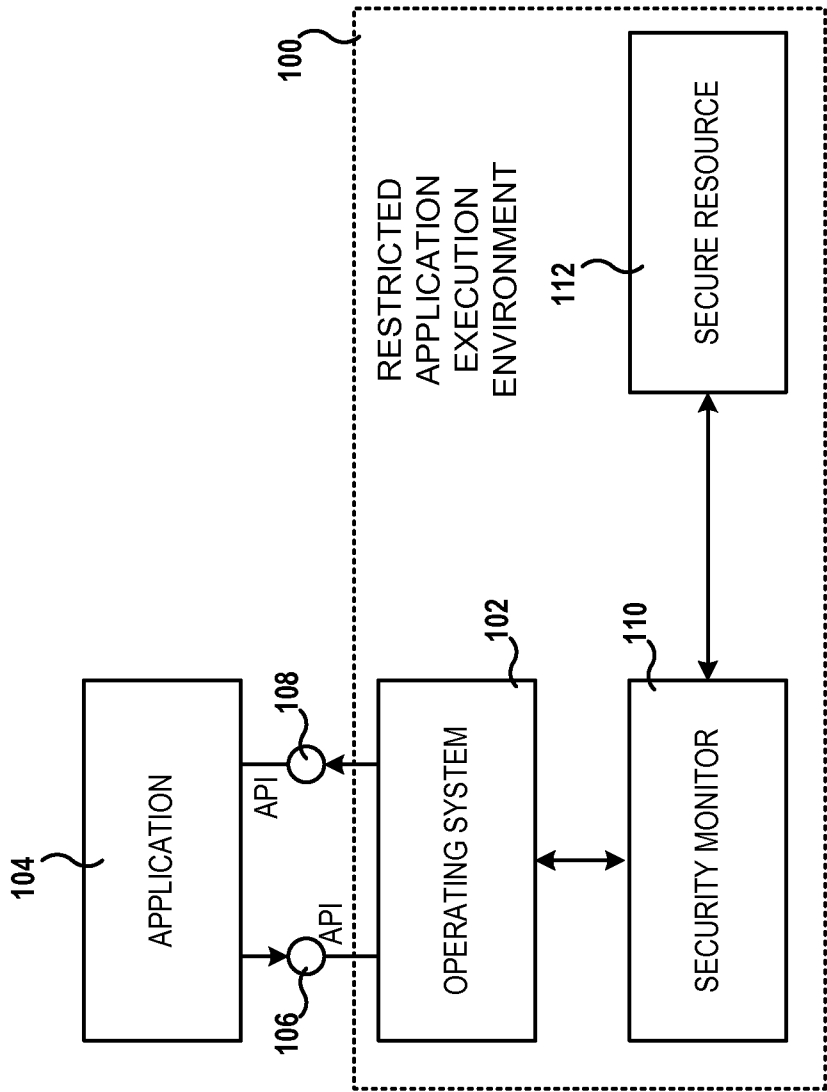 104
APPLICATION
106
API
API
108
100
RESTRICTED
APPLICATION
EXECUTION
ENVIRONMENT
OPERATING SYSTEM
102
SECURITY MONITOR
110
112
SECURE RESOURCE